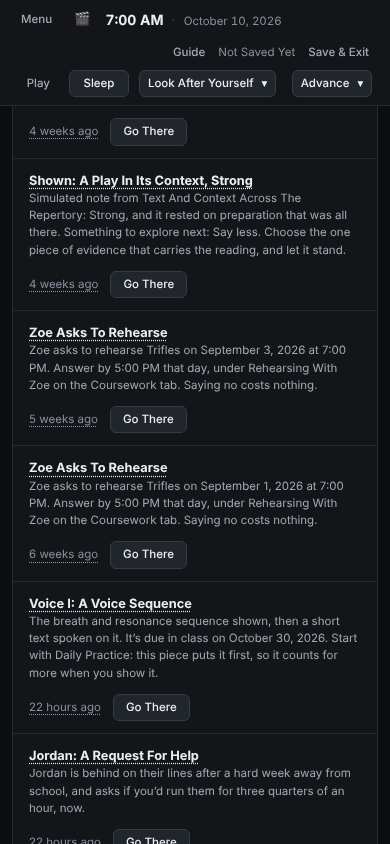 Menu 🎬 7:00 AM · October 10, 2026
Guide Not Saved Yet Save & Exit
Play Sleep Look After Yourself ▾ Advance ▾
4 weeks ago Go There
Shown: A Play In Its Context, Strong
Simulated note from Text And Context Across The
Repertory: Strong, and it rested on preparation that was all
there. Something to explore next: Say less. Choose the one
piece of evidence that carries the reading, and let it stand.
4 weeks ago Go There
Zoe Asks To Rehearse
Zoe asks to rehearse Trifles on September 3, 2026 at 7:00
PM. Answer by 5:00 PM that day, under Rehearsing With
Zoe on the Coursework tab. Saying no costs nothing.
5 weeks ago Go There
Zoe Asks To Rehearse
Zoe asks to rehearse Trifles on September 1, 2026 at 7:00
PM. Answer by 5:00 PM that day, under Rehearsing With
Zoe on the Coursework tab. Saying no costs nothing.
6 weeks ago Go There
Voice I: A Voice Sequence
The breath and resonance sequence shown, then a short
text spoken on it. It’s due in class on October 30, 2026. Start
with Daily Practice: this piece puts it first, so it counts for
more when you show it.
22 hours ago Go There
Jordan: A Request For Help
Jordan is behind on their lines after a hard week away from
school, and asks if you’d run them for three quarters of an
hour, now.
22 hours ago Go There